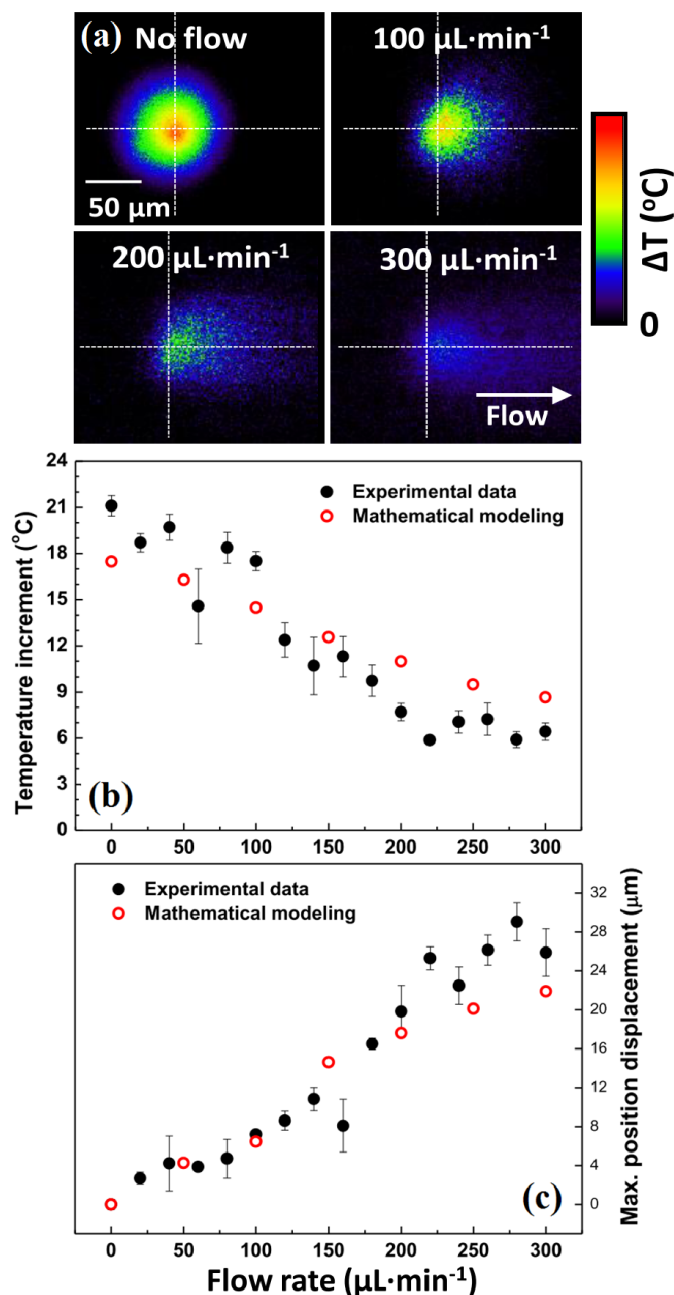 (a)
No flow
100 µL·min⁻¹
50 µm
200 µL·min⁻¹
300 µL·min⁻¹
Flow
ΔT (ºC)
0
Temperature increment (°C)
24
21
18
15
12
9
6
3
0
Experimental data
Mathematical modeling
(b)
0 50 100 150 200 250 300
Experimental data
Mathematical modeling
Max. position displacement (µm)
32
28
24
20
16
12
8
4
0
(c)
0 50 100 150 200 250 300
Flow rate (µL·min⁻¹)